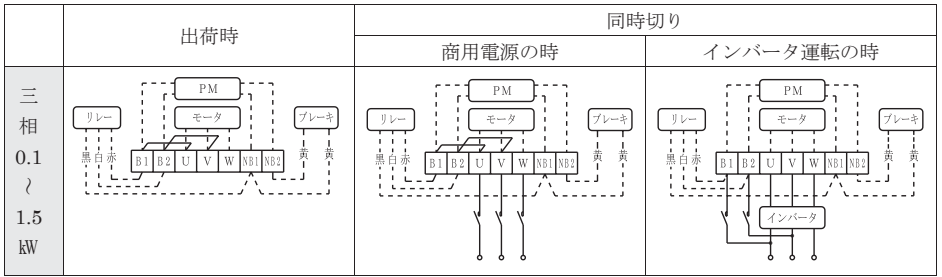 出荷時
同時切り
商用電源の時
インバータ運転の時
三相 0.1 〜 1.5 ㎾
PM
リレー
モータ
ブレーキ
黒 白 赤
B1 B2 U V W NB1 NB2
黄 黄
PM
リレー
モータ
ブレーキ
黒 白 赤
B1 B2 U V W NB1 NB2
黄 黄
PM
リレー
モータ
ブレーキ
黒 白 赤
B1 B2 U V W NB1 NB2
黄 黄
インバータ